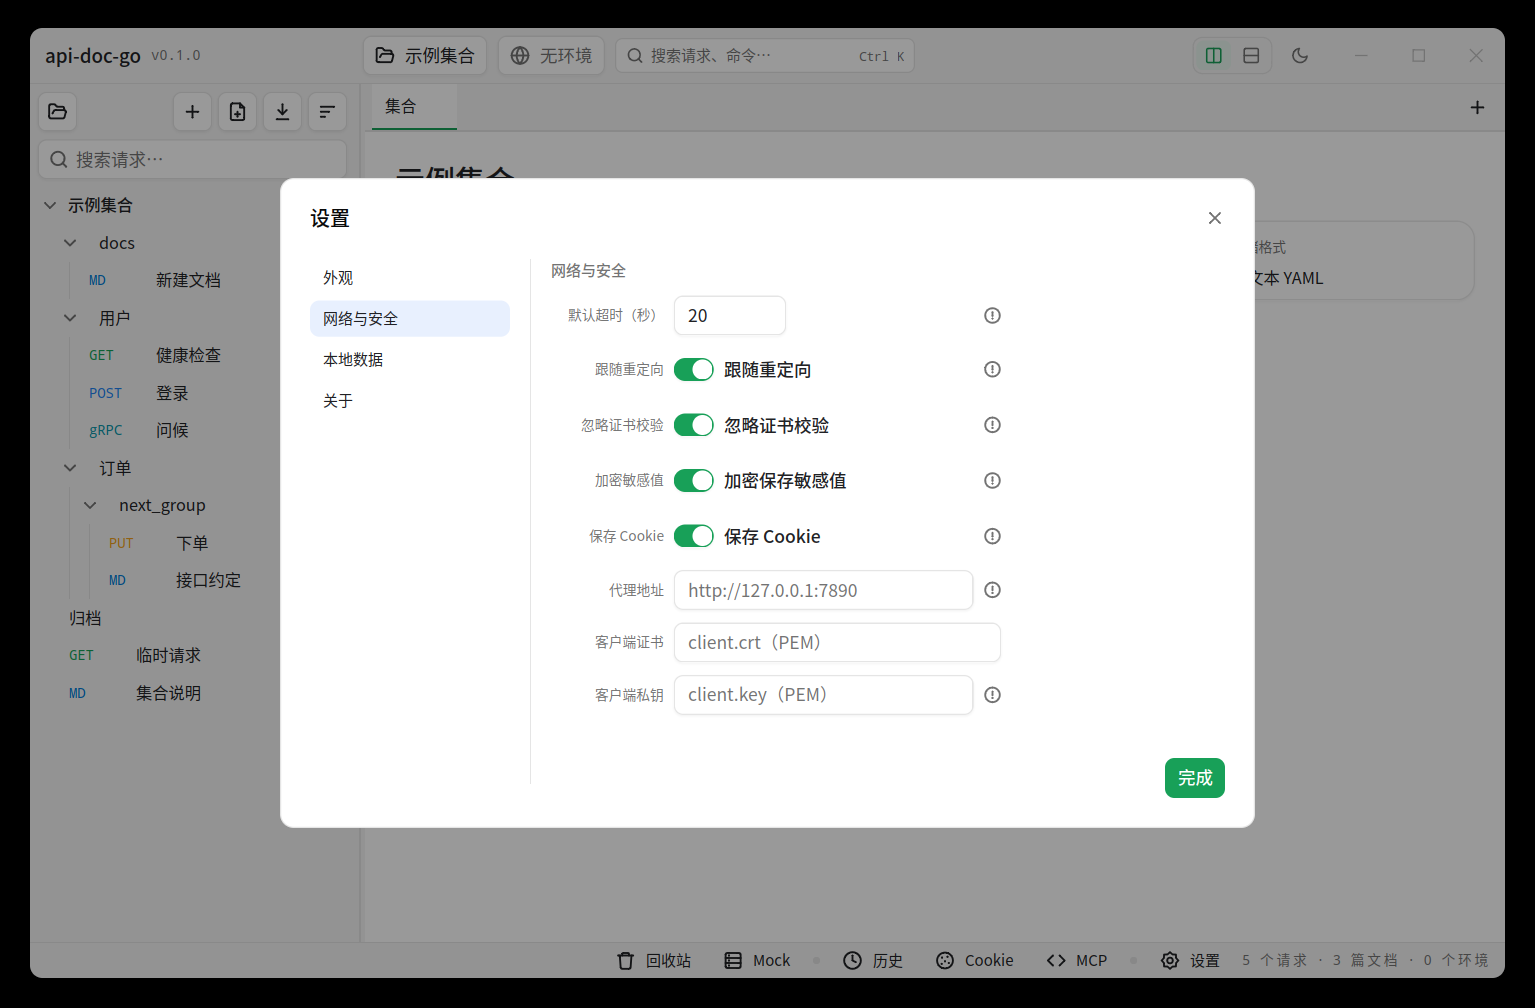 api-doc-go v0.1.0
示例集合
无环境
搜索请求、命令… Ctrl K
集合
搜索请求…
示例集合
docs
MD 新建文档
用户
GET 健康检查
POST 登录
gRPC 问候
订单
next_group
PUT 下单
MD 接口约定
归档
GET 临时请求
MD 集合说明
示例集合
格式
文本 YAML
设置
外观
网络与安全
本地数据
关于
网络与安全
默认超时（秒） 20
跟随重定向 跟随重定向
忽略证书校验 忽略证书校验
加密敏感值 加密保存敏感值
保存 Cookie 保存 Cookie
代理地址 http://127.0.0.1:7890
客户端证书 client.crt（PEM）
客户端私钥 client.key（PEM）
完成
回收站 Mock 历史 Cookie MCP 设置 5 个请求 · 3 篇文档 · 0 个环境